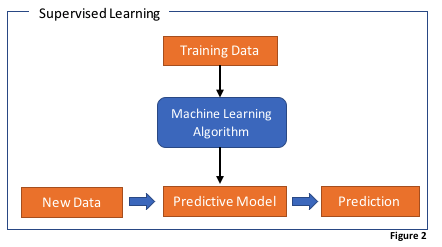 Supervised Learning
Training Data
Machine Learning
Algorithm
New Data
Predictive Model
Prediction
Figure 2